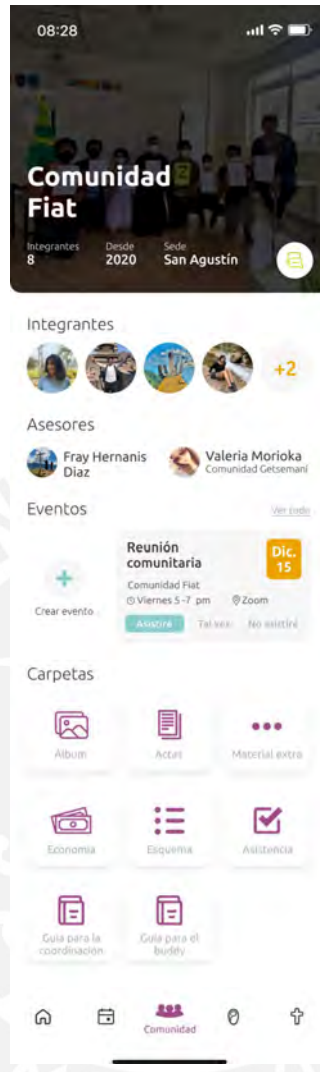 08:28
Comunidad
Fiat
Integrantes Desde Sede
8 2020 San Agustín
Integrantes
+2
Asesores
Fray Hernanis
Diaz
Valeria Morioka
Comunidad Getsemaní
Eventos Ver todo
Crear evento
Reunión
comunitaria
Dic.
15
Comunidad Fiat
Viernes 5 -7 pm Zoom
Asistiré Tal vez No asistiré
Carpetas
Álbum Actas Material extra
Economía Esquema Asistencia
Guía para la
coordinación
Guía para el
buddy
Comunidad